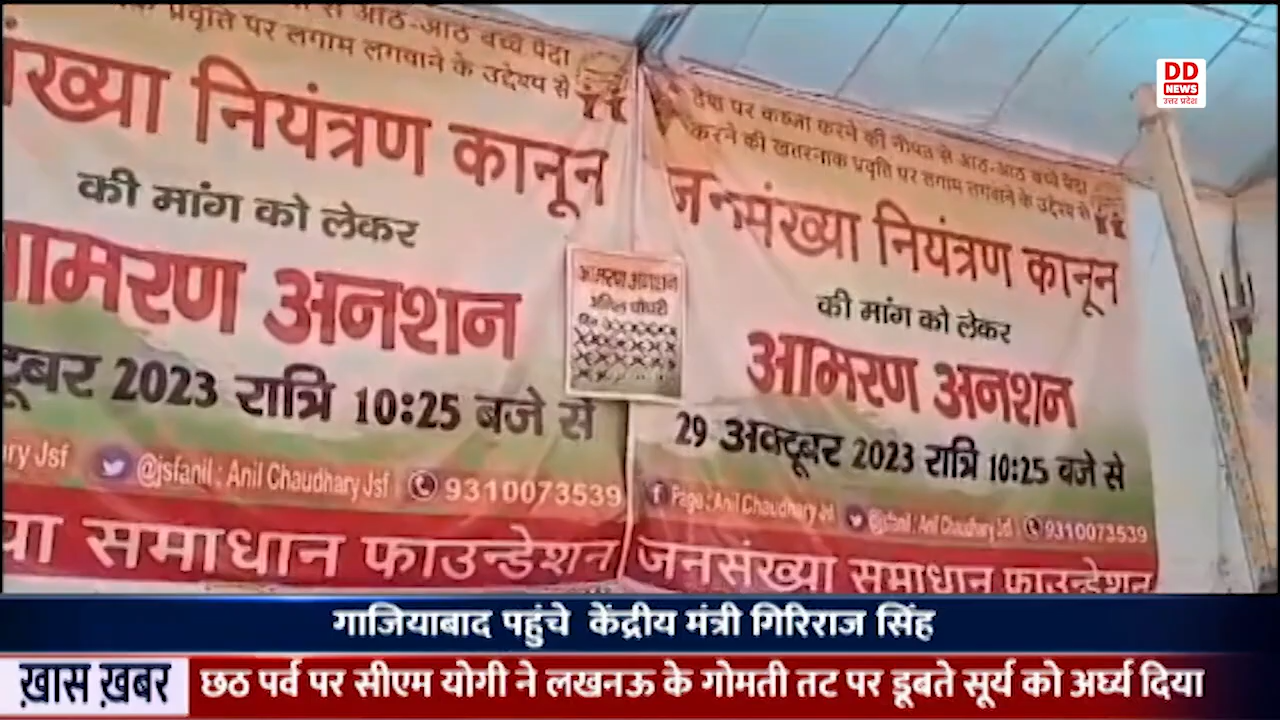 से आठ-आठ बच्चे पैदा
प्रवृति पर लगाम लगवाने के उद्देश्य से
संख्या नियंत्रण कानून
की मांग को लेकर
आमरण अनशन
टूबर 2023 रात्रि 10:25 बजे से
ry Jsf @jsfanil : Anil Chaudhary Jsf 9310073539
या समाधान फाउन्डेशन
आमरण अनशन
अनिल चौधरी
दिन
देश पर कब्जा करने की नीयत से आठ-आठ बच्चे पैदा
करने की खतरनाक प्रवृति पर लगाम लगवाने के उद्देश्य से
जनसंख्या नियंत्रण कानून
की मांग को लेकर
आमरण अनशन
29 अक्टूबर 2023 रात्रि 10:25 बजे से
Page : Anil Chaudhary Jsf @jsfanil : Anil Chaudhary Jsf 9310073539
जनसंख्या समाधान फाउन्डेशन
DD
NEWS
उत्तर प्रदेश
गाजियाबाद पहुंचे केंद्रीय मंत्री गिरिराज सिंह
ख़ास ख़बर
छठ पर्व पर सीएम योगी ने लखनऊ के गोमती तट पर डूबते सूर्य को अर्घ्य दिया